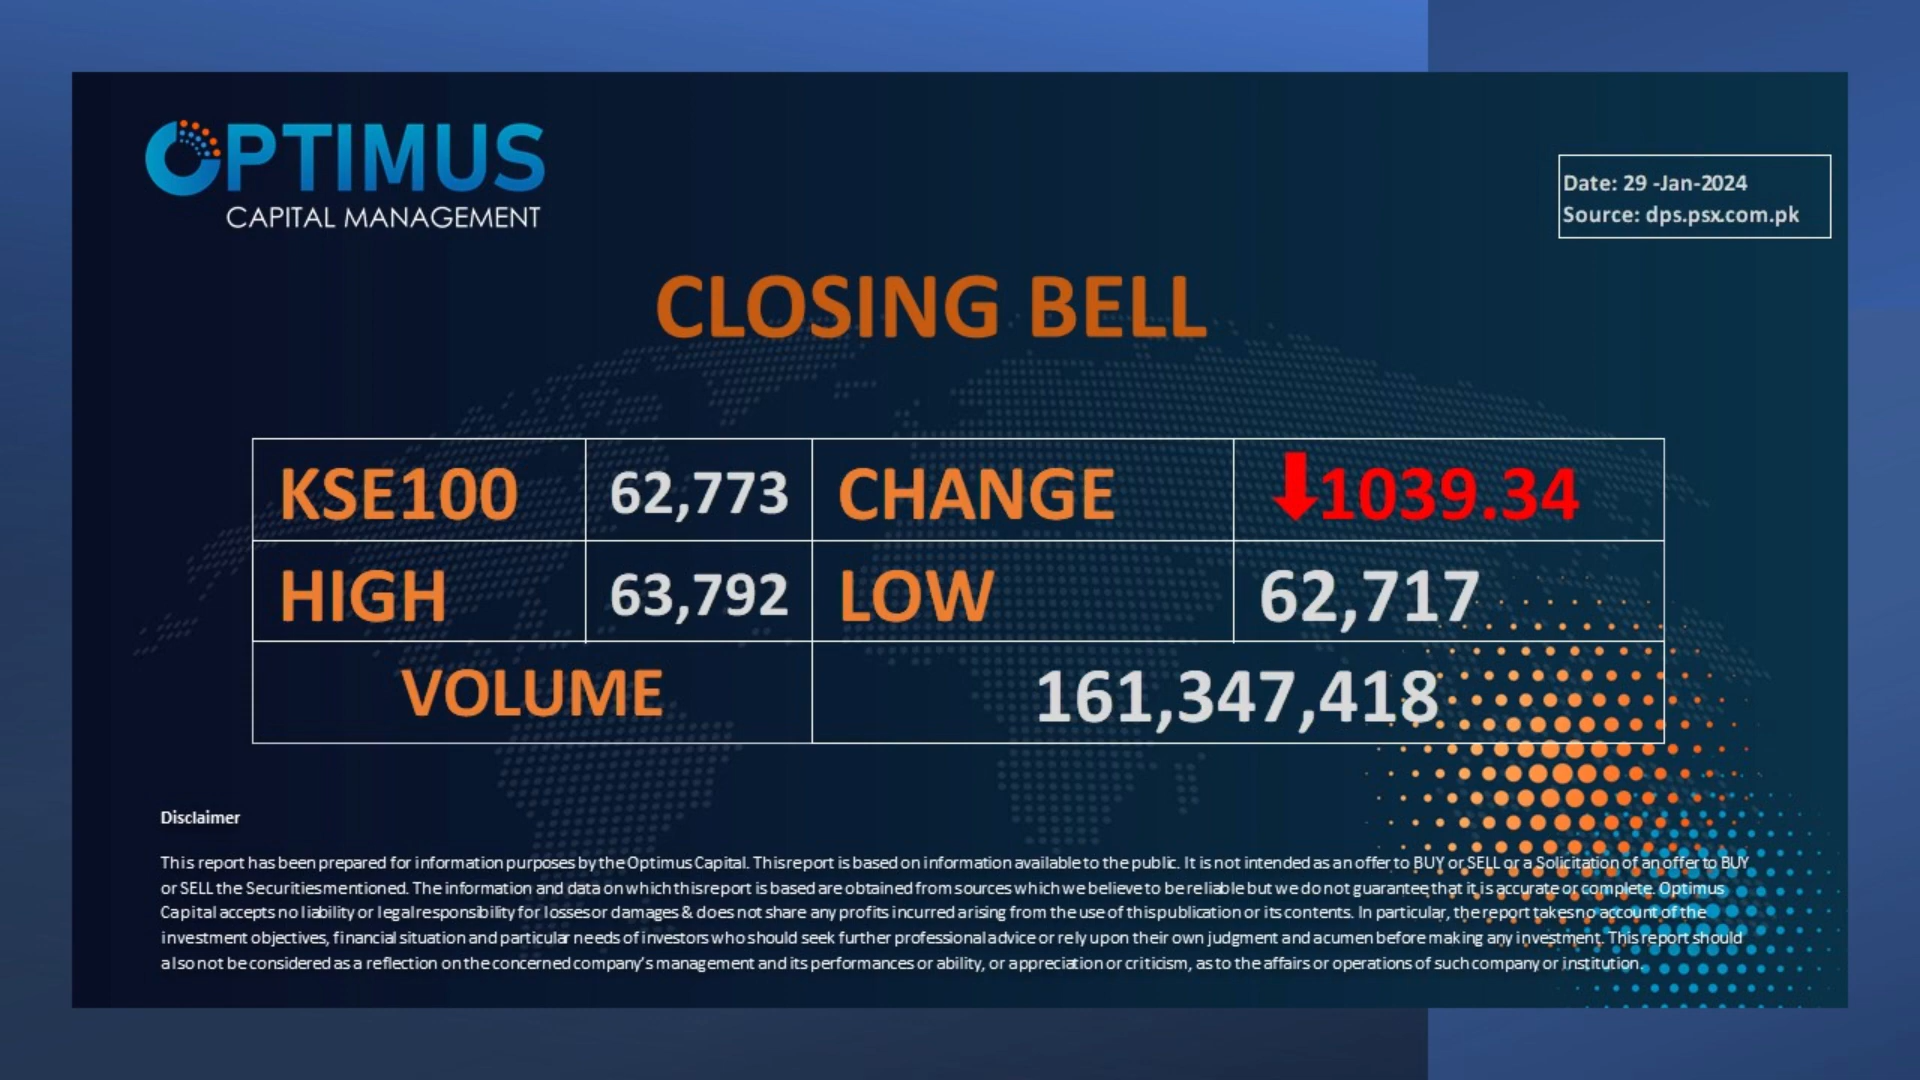 OPTIMUS
CAPITAL MANAGEMENT
Date: 29 -Jan-2024
Source: dps.psx.com.pk
CLOSING BELL
KSE100 62,773 CHANGE ⬇1039.34
HIGH 63,792 LOW 62,717
VOLUME 161,347,418
Disclaimer
This report has been prepared for information purposes by the Optimus Capital. This report is based on information available to the public. It is not intended as an offer to BUY or SELL or a Solicitation of an offer to BUY
or SELL the Securities mentioned. The information and data on which this report is based are obtained from sources which we believe to be reliable but we do not guarantee that it is accurate or complete. Optimus
Capital accepts no liability or legal responsibility for losses or damages & does not share any profits incurred arising from the use of this publication or its contents. In particular, the report takes no account of the
investment objectives, financial situation and particular needs of investors who should seek further professional advice or rely upon their own judgment and acumen before making any investment. This report should
also not be considered as a reflection on the concerned company's management and its performances or ability, or appreciation or criticism, as to the affairs or operations of such company or institution.